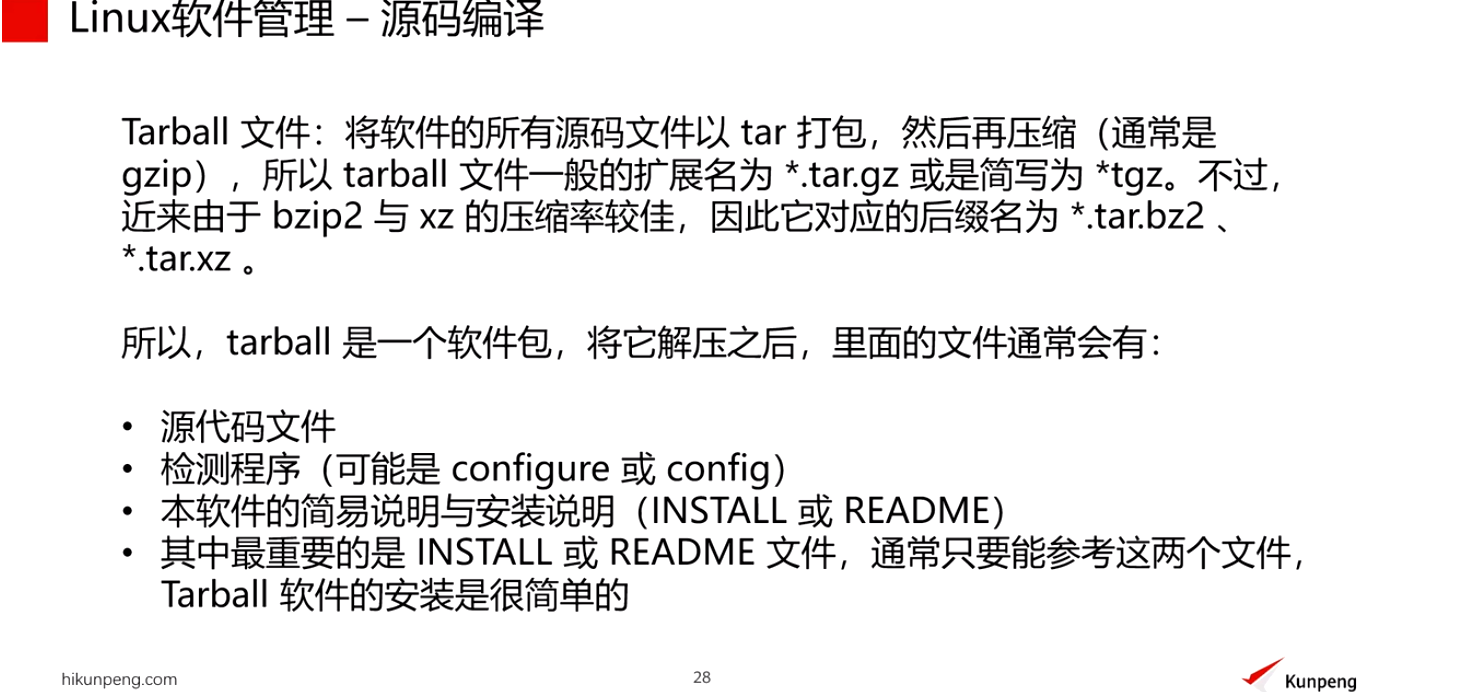 Linux软件管理 – 源码编译
Tarball 文件：将软件的所有源码文件以 tar 打包，然后再压缩（通常是
gzip），所以 tarball 文件一般的扩展名为 *.tar.gz 或是简写为 *tgz。不过，
近来由于 bzip2 与 xz 的压缩率较佳，因此它对应的后缀名为 *.tar.bz2 、
*.tar.xz 。
所以，tarball 是一个软件包，将它解压之后，里面的文件通常会有：
• 源代码文件
• 检测程序（可能是 configure 或 config）
• 本软件的简易说明与安装说明（INSTALL 或 README）
• 其中最重要的是 INSTALL 或 README 文件，通常只要能参考这两个文件，
Tarball 软件的安装是很简单的
hikunpeng.com
28
Kunpeng